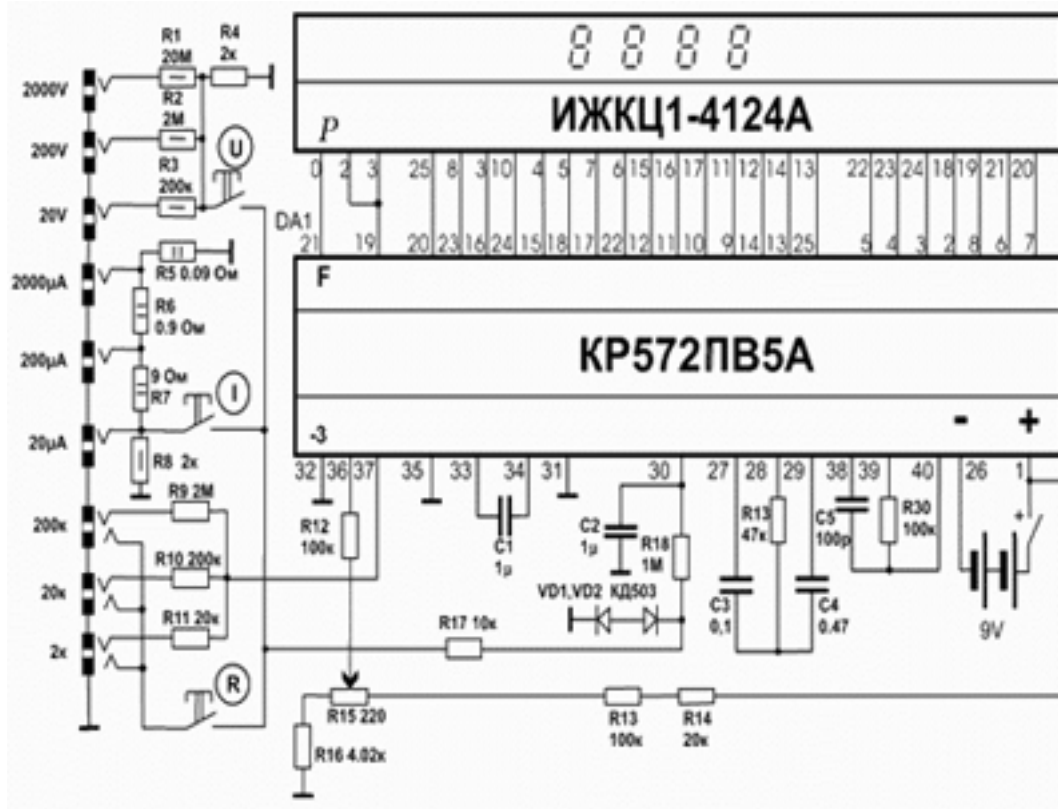 R1
20M
R4
2к
2000V
R2
2M
200V
R3
200к
U
20V
R5 0.09 Ом
2000µA
R6
0.9 Ом
200µA
9 Ом
R7
I
20µA
R8 2к
R9 2M
200к
R10 200к
20к
R11 20к
2к
R
8 8 8 8
ИЖКЦ1-4124А
P
0 2 3 25 8 3 10 4 5 7 6 15 16 17 11 12 14 13 22 23 24 18 19 21 20
DA1
21 19 20 23 16 24 15 18 17 22 12 11 10 9 14 13 25 5 4 3 2 8 6 7
F
КР572ПВ5А
- +
-3
32 36 37 35 33 34 31 30 27 28 29 38 39 40 26 1
R12
100к
C1
1µ
C2
1µ
R18
1M
VD1,VD2 КД503
R17 10к
C3
0,1
R13
47к
C4
0.47
C5
100p
R30
100к
+
9V
R15 220
R16 4.02к
R13
100к
R14
20к